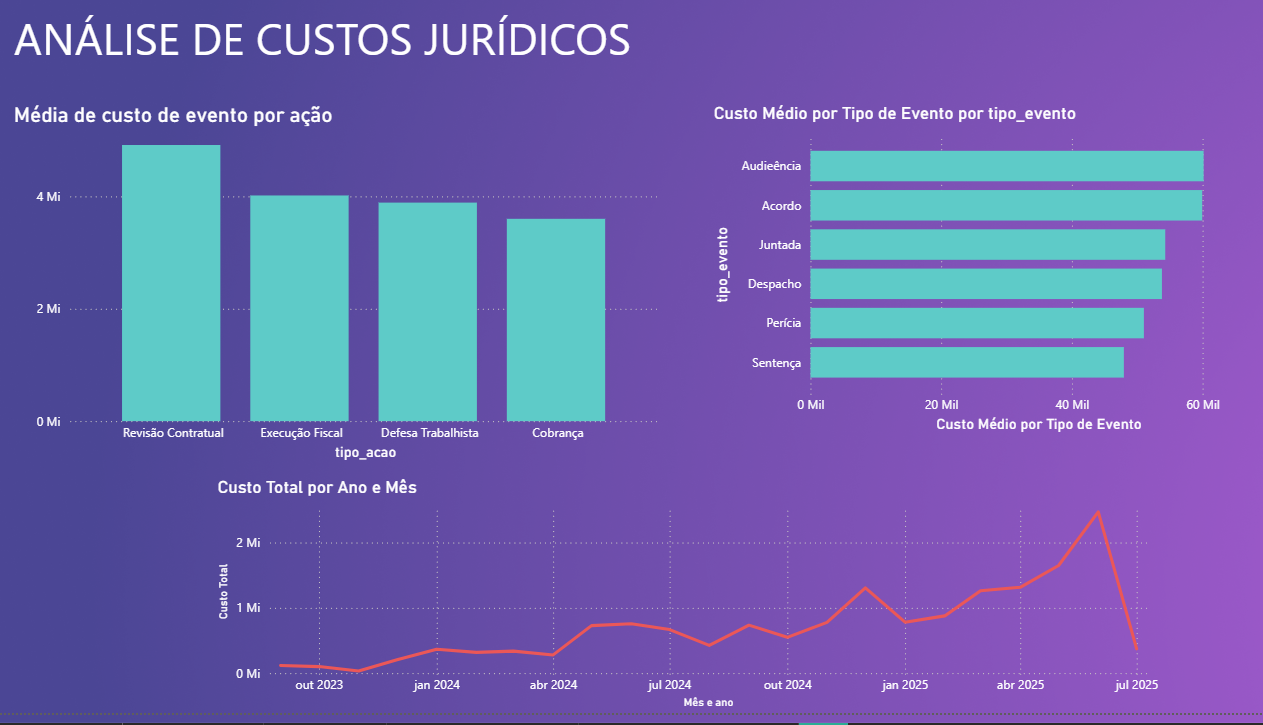 ANÁLISE DE CUSTOS JURÍDICOS
Média de custo de evento por ação
4 Mi
2 Mi
0 Mi
Revisão Contratual
Execução Fiscal
Defesa Trabalhista
Cobrança
tipo_acao
Custo Médio por Tipo de Evento por tipo_evento
tipo_evento
Audieência
Acordo
Juntada
Despacho
Perícia
Sentença
0 Mil
20 Mil
40 Mil
60 Mil
Custo Médio por Tipo de Evento
Custo Total por Ano e Mês
Custo Total
2 Mi
1 Mi
0 Mi
out 2023
jan 2024
abr 2024
jul 2024
out 2024
jan 2025
abr 2025
jul 2025
Mês e ano